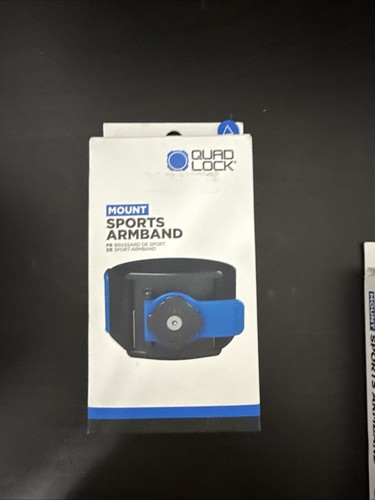 QUAD
LOCK®
MOUNT
SPORTS
ARMBAND
FR BRASSARD DE SPORT
DE SPORT-ARMBAND
MOUNT
SPORTS ARMBAND